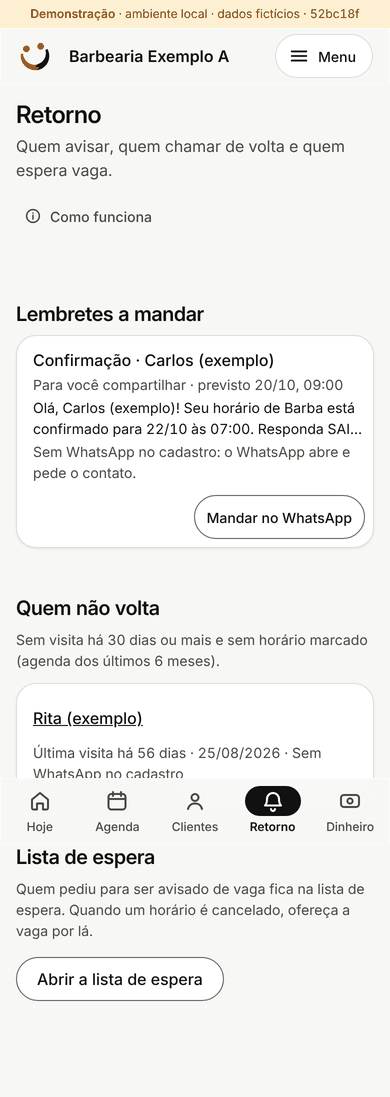 Demonstração · ambiente local · dados fictícios · 52bc18f
Barbearia Exemplo A
Menu
Retorno
Quem avisar, quem chamar de volta e quem
espera vaga.
Como funciona
Lembretes a mandar
Confirmação · Carlos (exemplo)
Para você compartilhar · previsto 20/10, 09:00
Olá, Carlos (exemplo)! Seu horário de Barba está
confirmado para 22/10 às 07:00. Responda SAI...
Sem WhatsApp no cadastro: o WhatsApp abre e
pede o contato.
Mandar no WhatsApp
Quem não volta
Sem visita há 30 dias ou mais e sem horário marcado
(agenda dos últimos 6 meses).
Rita (exemplo)
Última visita há 56 dias · 25/08/2026 · Sem
WhatsApp no cadastro
Hoje
Agenda
Clientes
Retorno
Dinheiro
Lista de espera
Quem pediu para ser avisado de vaga fica na lista de
espera. Quando um horário é cancelado, ofereça a
vaga por lá.
Abrir a lista de espera